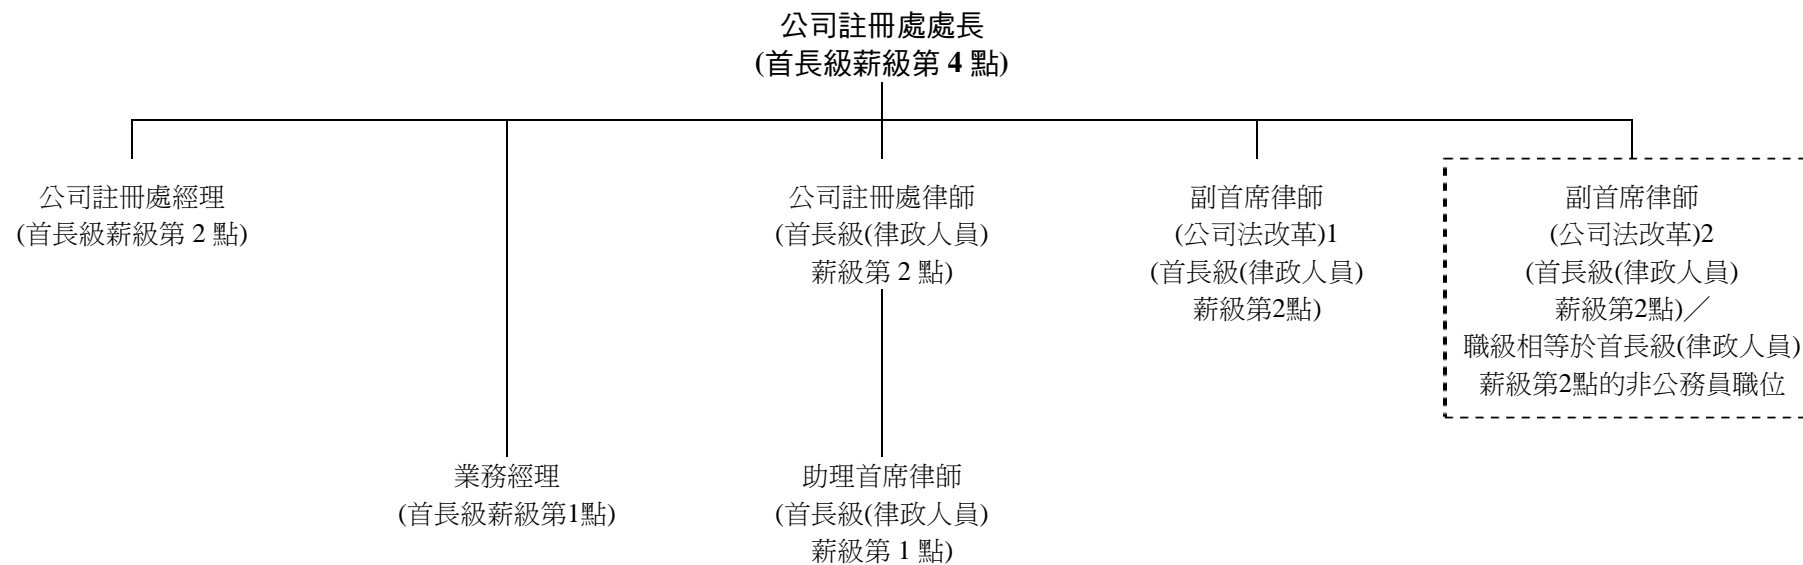 公司註冊處處長
(首長級薪級第 4 點)
公司註冊處經理
(首長級薪級第 2 點)
公司註冊處律師
(首長級(律政人員)
薪級第 2 點)
副首席律師
(公司法改革)1
(首長級(律政人員)
薪級第2點)
副首席律師
(公司法改革)2
(首長級(律政人員)
薪級第2點)／
職級相等於首長級(律政人員)
薪級第2點的非公務員職位
業務經理
(首長級薪級第1點)
助理首席律師
(首長級(律政人員)
薪級第 1 點)